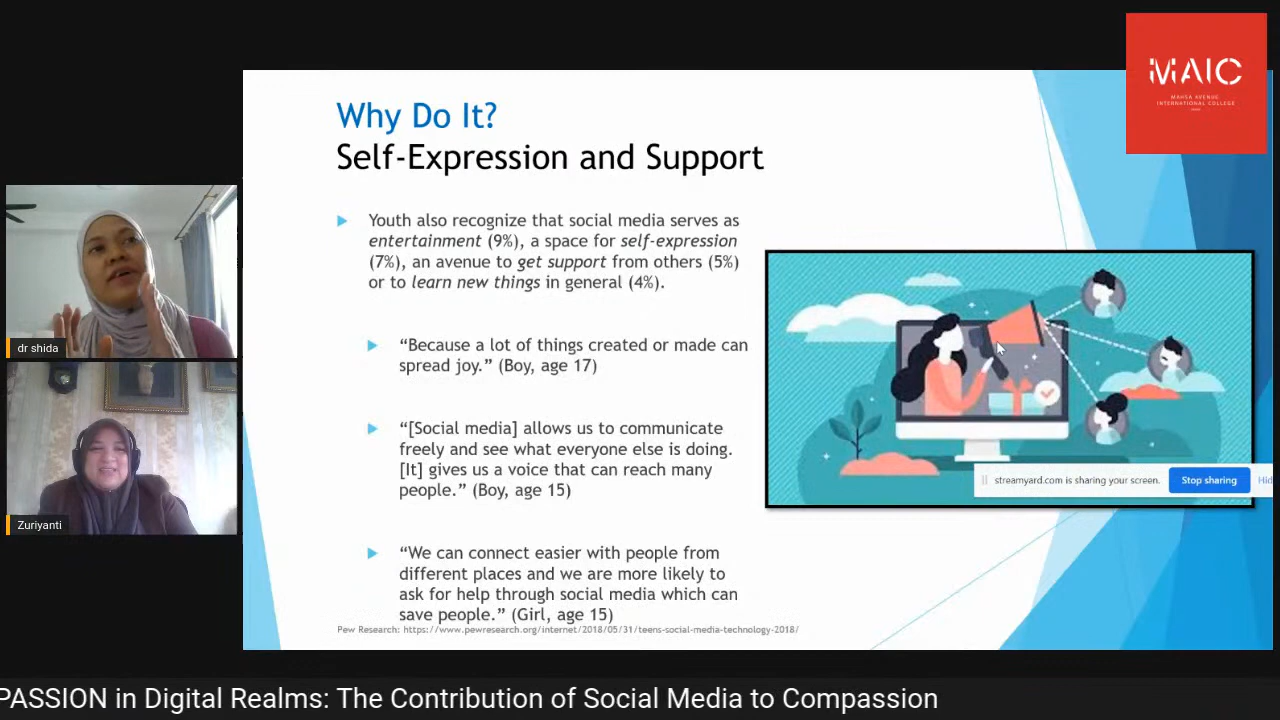 MAIC
MAHSA AVENUE
INTERNATIONAL COLLEGE
Why Do It?
Self-Expression and Support
Youth also recognize that social media serves as
entertainment (9%), a space for self-expression
(7%), an avenue to get support from others (5%)
or to learn new things in general (4%).
“Because a lot of things created or made can
spread joy.” (Boy, age 17)
“[Social media] allows us to communicate
freely and see what everyone else is doing.
[It] gives us a voice that can reach many
people.” (Boy, age 15)
“We can connect easier with people from
different places and we are more likely to
ask for help through social media which can
save people.” (Girl, age 15)
Pew Research: https://www.pewresearch.org/internet/2018/05/31/teens-social-media-technology-2018/
dr shida
Zuriyanti
streamyard.com is sharing your screen.
Stop sharing
Hid
PASSION in Digital Realms: The Contribution of Social Media to Compassion